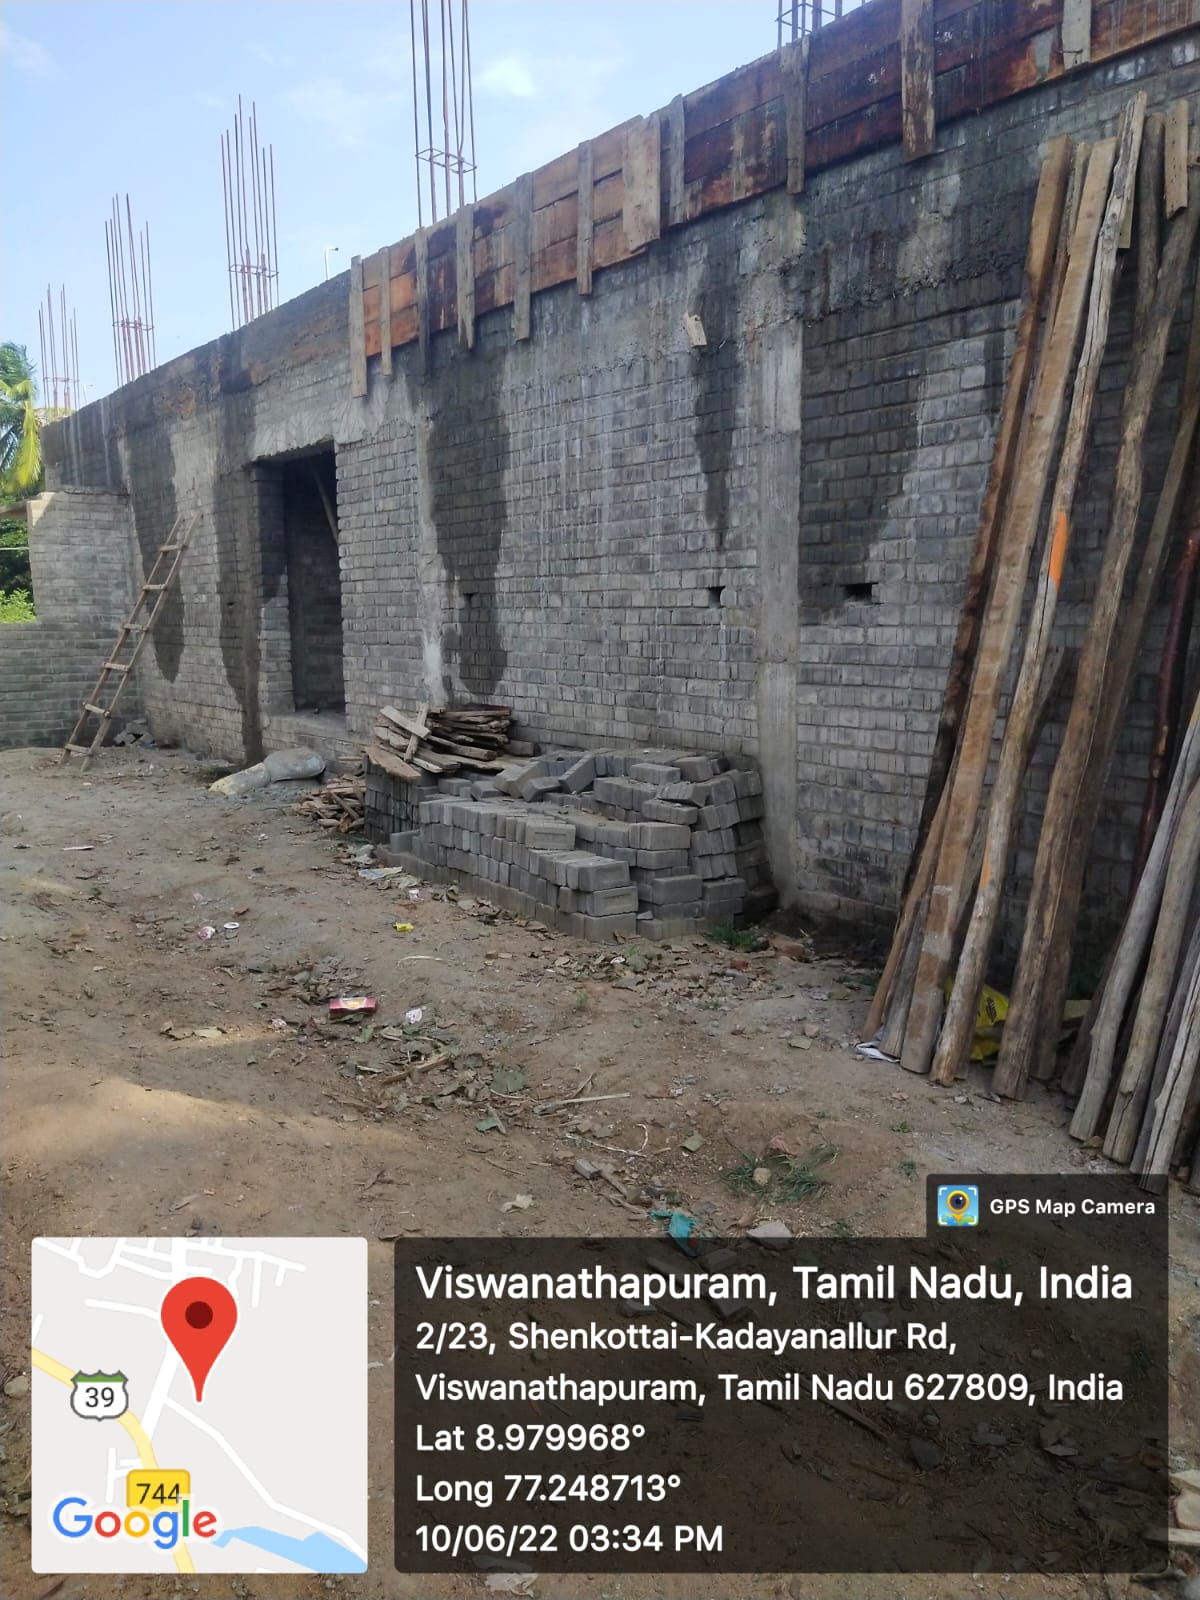 GPS Map Camera
Viswanathapuram, Tamil Nadu, India
2/23, Shenkottai-Kadayanallur Rd,
Viswanathapuram, Tamil Nadu 627809, India
Lat 8.979968°
Long 77.248713°
10/06/22 03:34 PM
39
744
Google